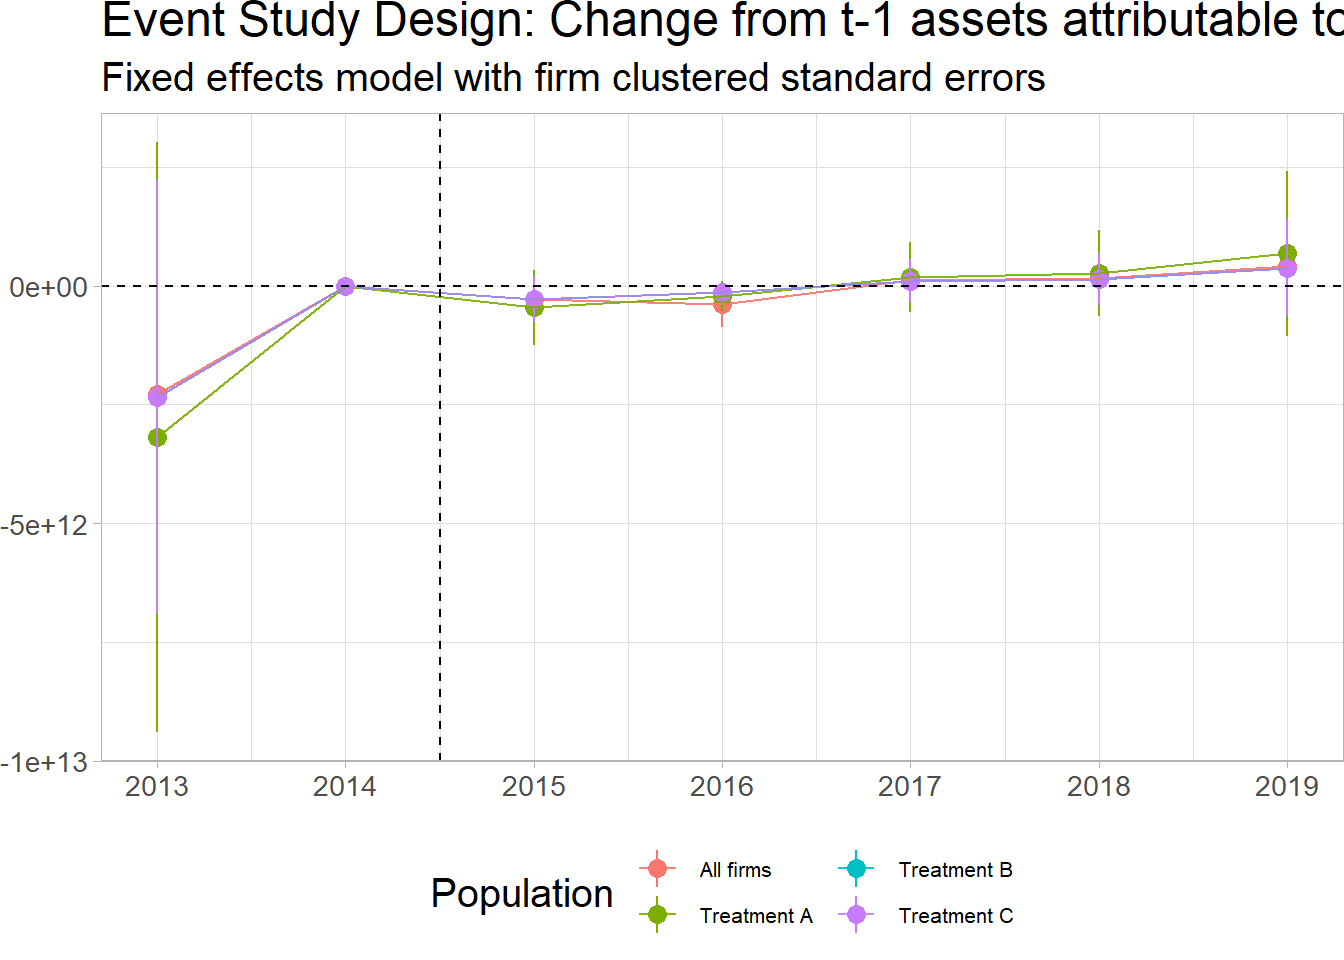 Event Study Design: Change from t-1 assets attributable to
Fixed effects model with firm clustered standard errors
0e+00
-5e+12
-1e+13
2013 2014 2015 2016 2017 2018 2019
Population
All firms
Treatment A
Treatment B
Treatment C